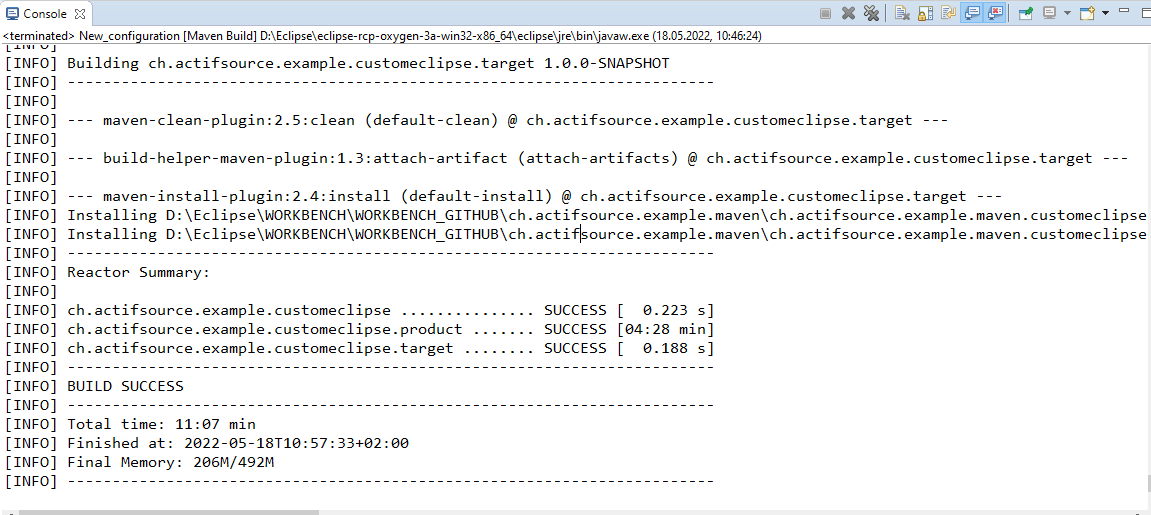 Console
<terminated> New_configuration [Maven Build] D:\Eclipse\eclipse-rcp-oxygen-3a-win32-x86_64\eclipse\jre\bin\javaw.exe (18.05.2022, 10:46:24)
[INFO]
[INFO] Building ch.actifsource.example.customeclipse.target 1.0.0-SNAPSHOT
[INFO] ------------------------------------------------------------------------
[INFO]
[INFO] --- maven-clean-plugin:2.5:clean (default-clean) @ ch.actifsource.example.customeclipse.target ---
[INFO]
[INFO] --- build-helper-maven-plugin:1.3:attach-artifact (attach-artifacts) @ ch.actifsource.example.customeclipse.target ---
[INFO]
[INFO] --- maven-install-plugin:2.4:install (default-install) @ ch.actifsource.example.customeclipse.target ---
[INFO] Installing D:\Eclipse\WORKBENCH\WORKBENCH_GITHUB\ch.actifsource.example.maven\ch.actifsource.example.maven.customeclipse
[INFO] Installing D:\Eclipse\WORKBENCH\WORKBENCH_GITHUB\ch.actifsource.example.maven\ch.actifsource.example.maven.customeclipse
[INFO] ------------------------------------------------------------------------
[INFO] Reactor Summary:
[INFO]
[INFO] ch.actifsource.example.customeclipse ............... SUCCESS [  0.223 s]
[INFO] ch.actifsource.example.customeclipse.product ....... SUCCESS [04:28 min]
[INFO] ch.actifsource.example.customeclipse.target ........ SUCCESS [  0.188 s]
[INFO] ------------------------------------------------------------------------
[INFO] BUILD SUCCESS
[INFO] ------------------------------------------------------------------------
[INFO] Total time: 11:07 min
[INFO] Finished at: 2022-05-18T10:57:33+02:00
[INFO] Final Memory: 206M/492M
[INFO] ------------------------------------------------------------------------